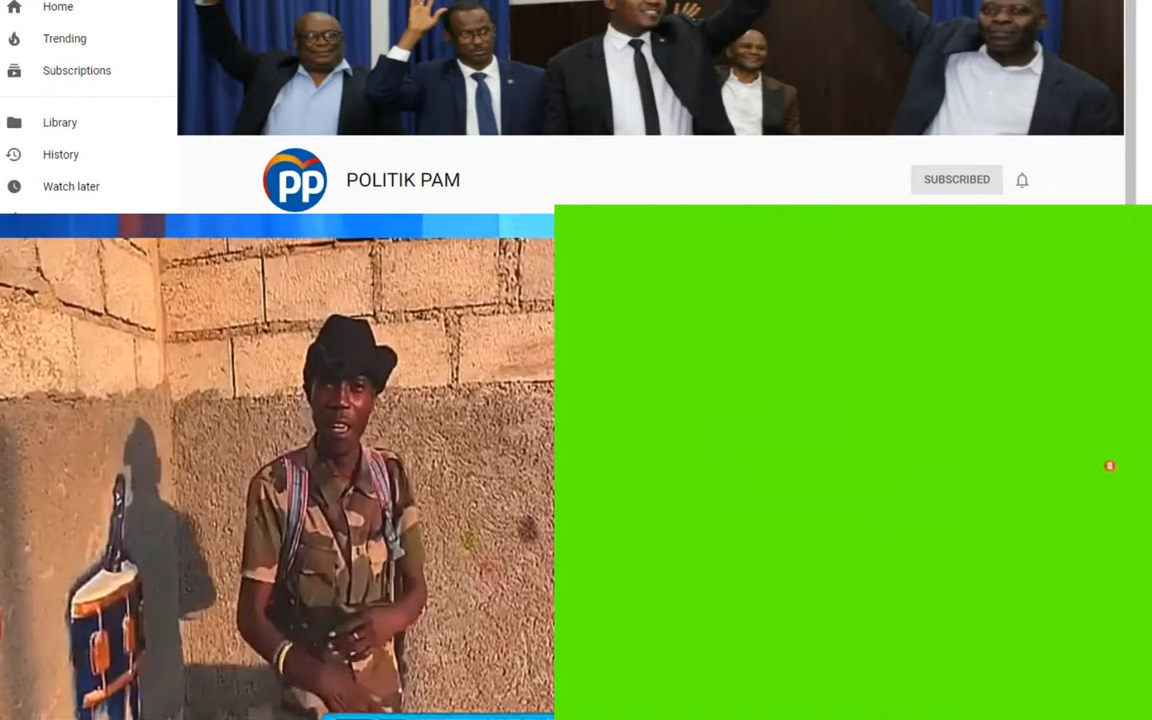 Home
Trending
Subscriptions
Library
History
Watch later
pp
POLITIK PAM
SUBSCRIBED